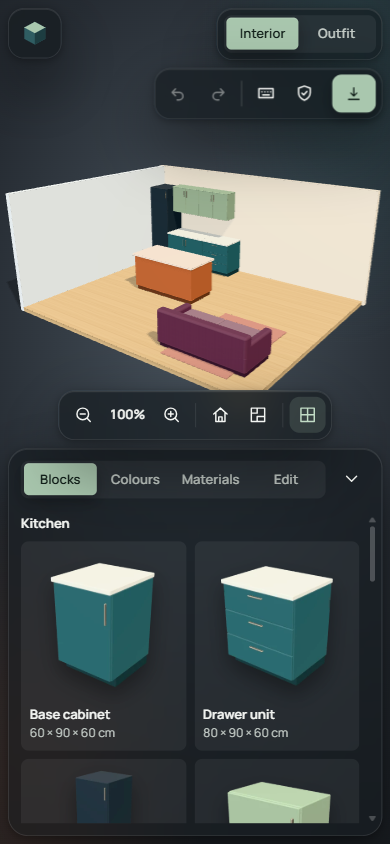 Interior Outfit
100%
Blocks Colours Materials Edit
Kitchen
Base cabinet Drawer unit
60 × 90 × 60 cm 80 × 90 × 60 cm